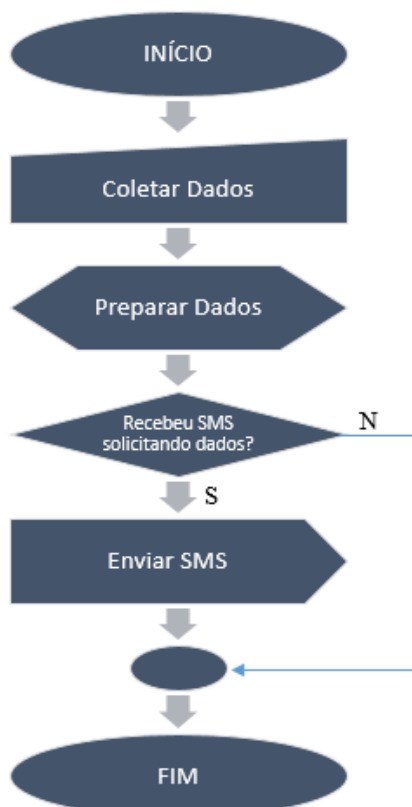 INÍCIO
Coletar Dados
Preparar Dados
Recebeu SMS
solicitando dados?
N
S
Enviar SMS
FIM